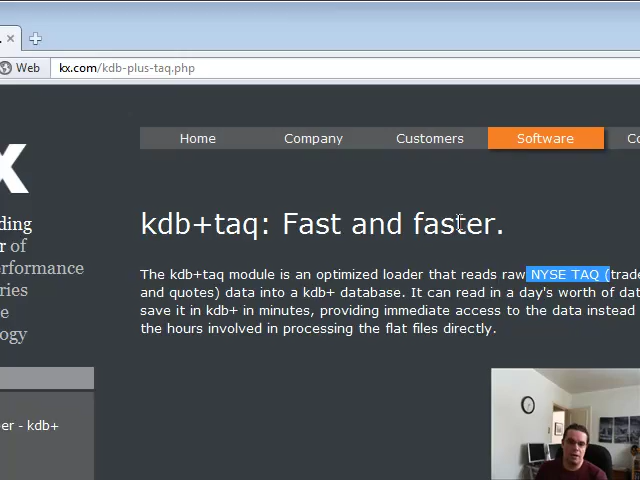 Web
kx.com/kdb-plus-taq.php
Home
Company
Customers
Software
x
ding
r of
erformance
ries
e
ogy
kdb+taq: Fast and faster.
The kdb+taq module is an optimized loader that reads raw NYSE TAQ (trade
and quotes) data into a kdb+ database. It can read in a day's worth of dat
save it in kdb+ in minutes, providing immediate access to the data instead
the hours involved in processing the flat files directly.
er - kdb+